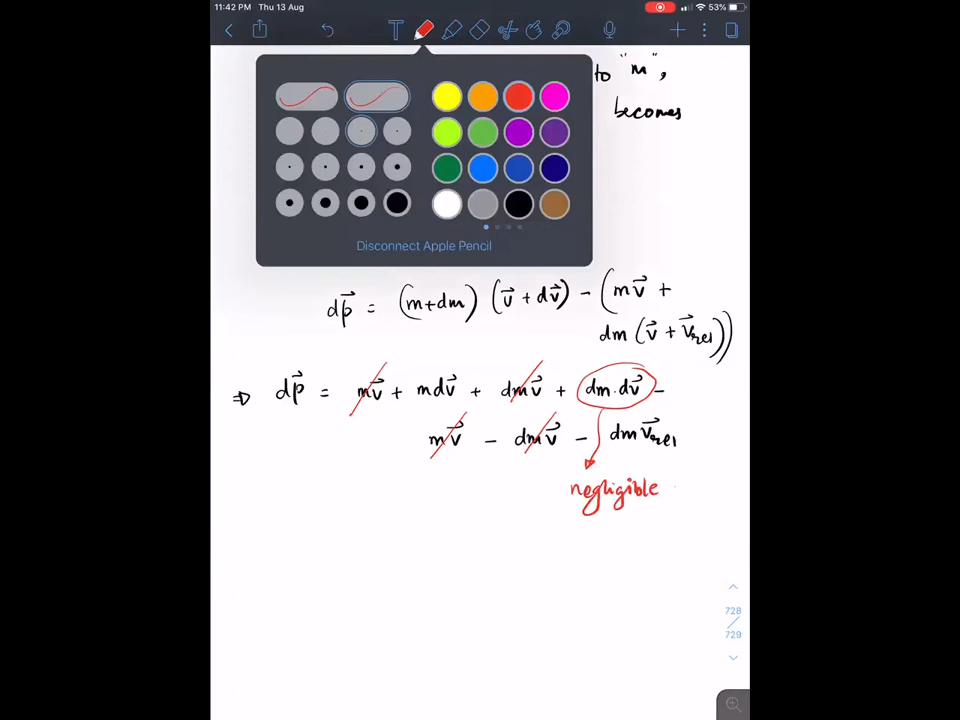 11:42 PM Thu 13 Aug 53%
T
to "m",
becomes
Disconnect Apple Pencil
dp⃗ = (m+dm) (v⃗ + dv⃗) - (mv⃗ +
dm (v⃗ + v⃗rel))
⇒ dp⃗ = mv⃗ + mdv⃗ + dmv⃗ + dm·dv⃗ -
mv⃗ - dmv⃗ - dmv⃗rel
negligible
728
729